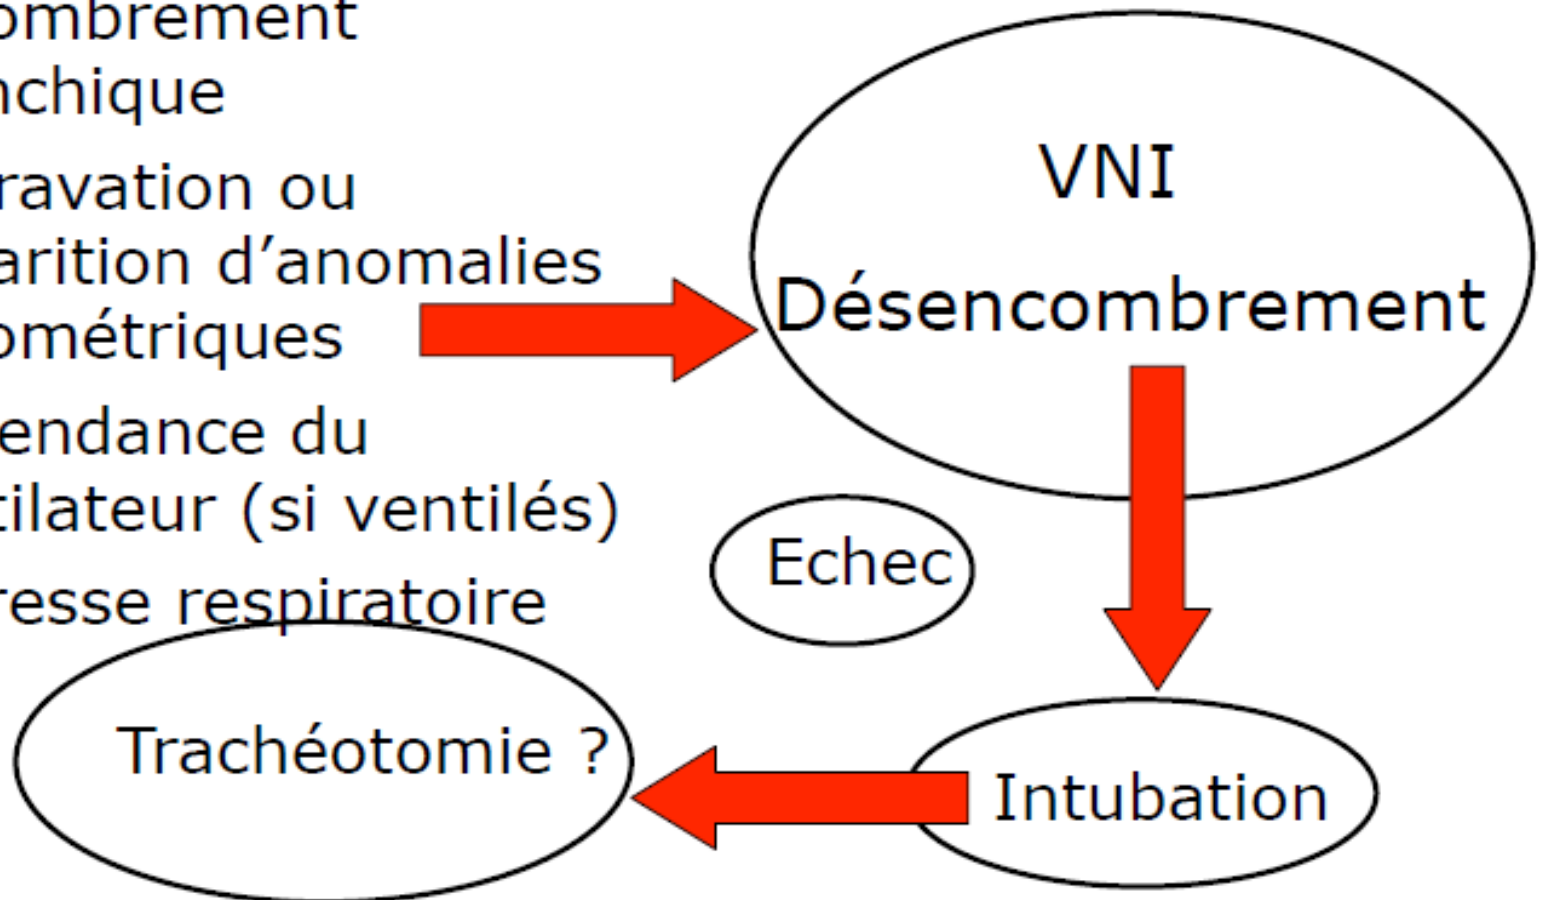 ombrement
nchique
ravation ou
arition d’anomalies
ométriques
endance du
tilateur (si ventilés)
resse respiratoire
VNI
Désencombrement
Echec
Intubation
Trachéotomie ?